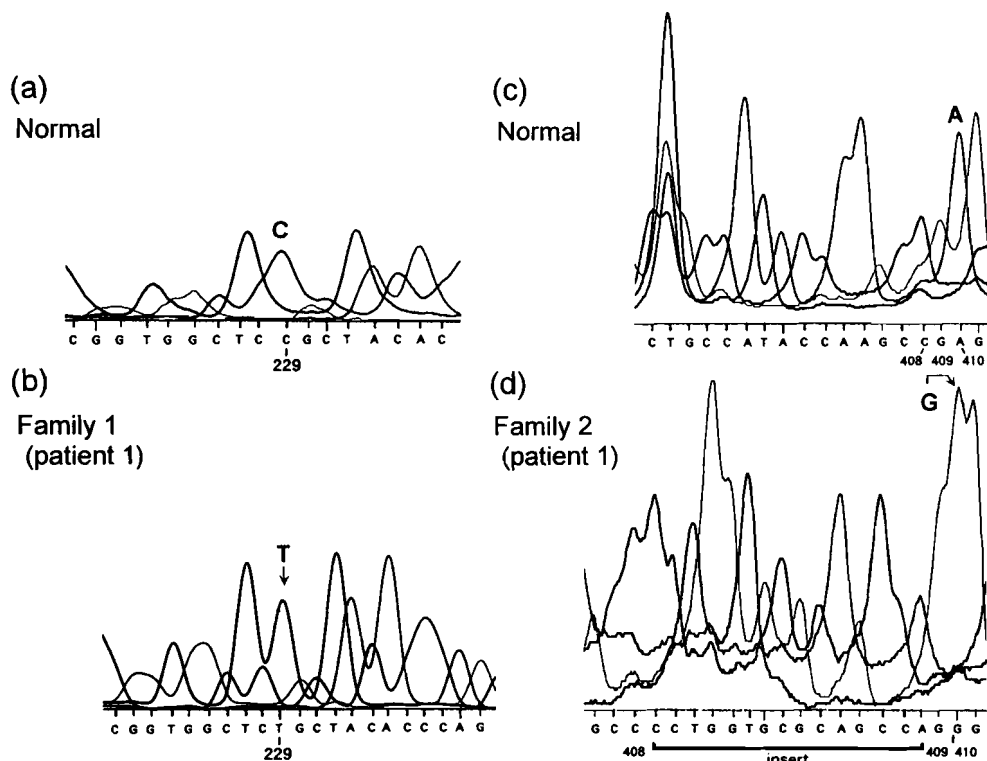 (a)
Normal
C
C G G T G G C T C C G C T A C A C
229
(b)
Family 1
(patient 1)
T
C G G T G G C T C T G C T A C A C C C A G
229
(c)
Normal
A
C T G C C A T A C C A A G C C G A G
408 409 410
(d)
Family 2
(patient 1)
G
G C C C C T G G T G C G C A G C C A G G G
408 insert 409 410